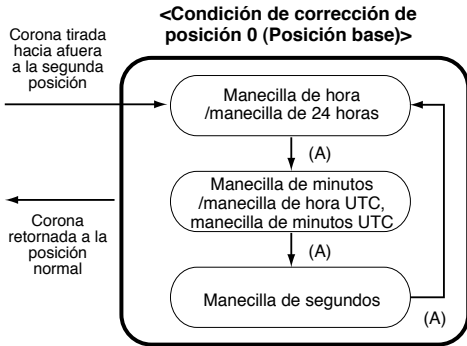 <Condición de corrección de
posición 0 (Posición base)>
Corona tirada
hacia afuera
a la segunda
posición
Manecilla de hora
/manecilla de 24 horas
(A)
Manecilla de minutos
/manecilla de hora UTC,
manecilla de minutos UTC
Corona
retornada a la
posición
normal
(A)
Manecilla de segundos
(A)